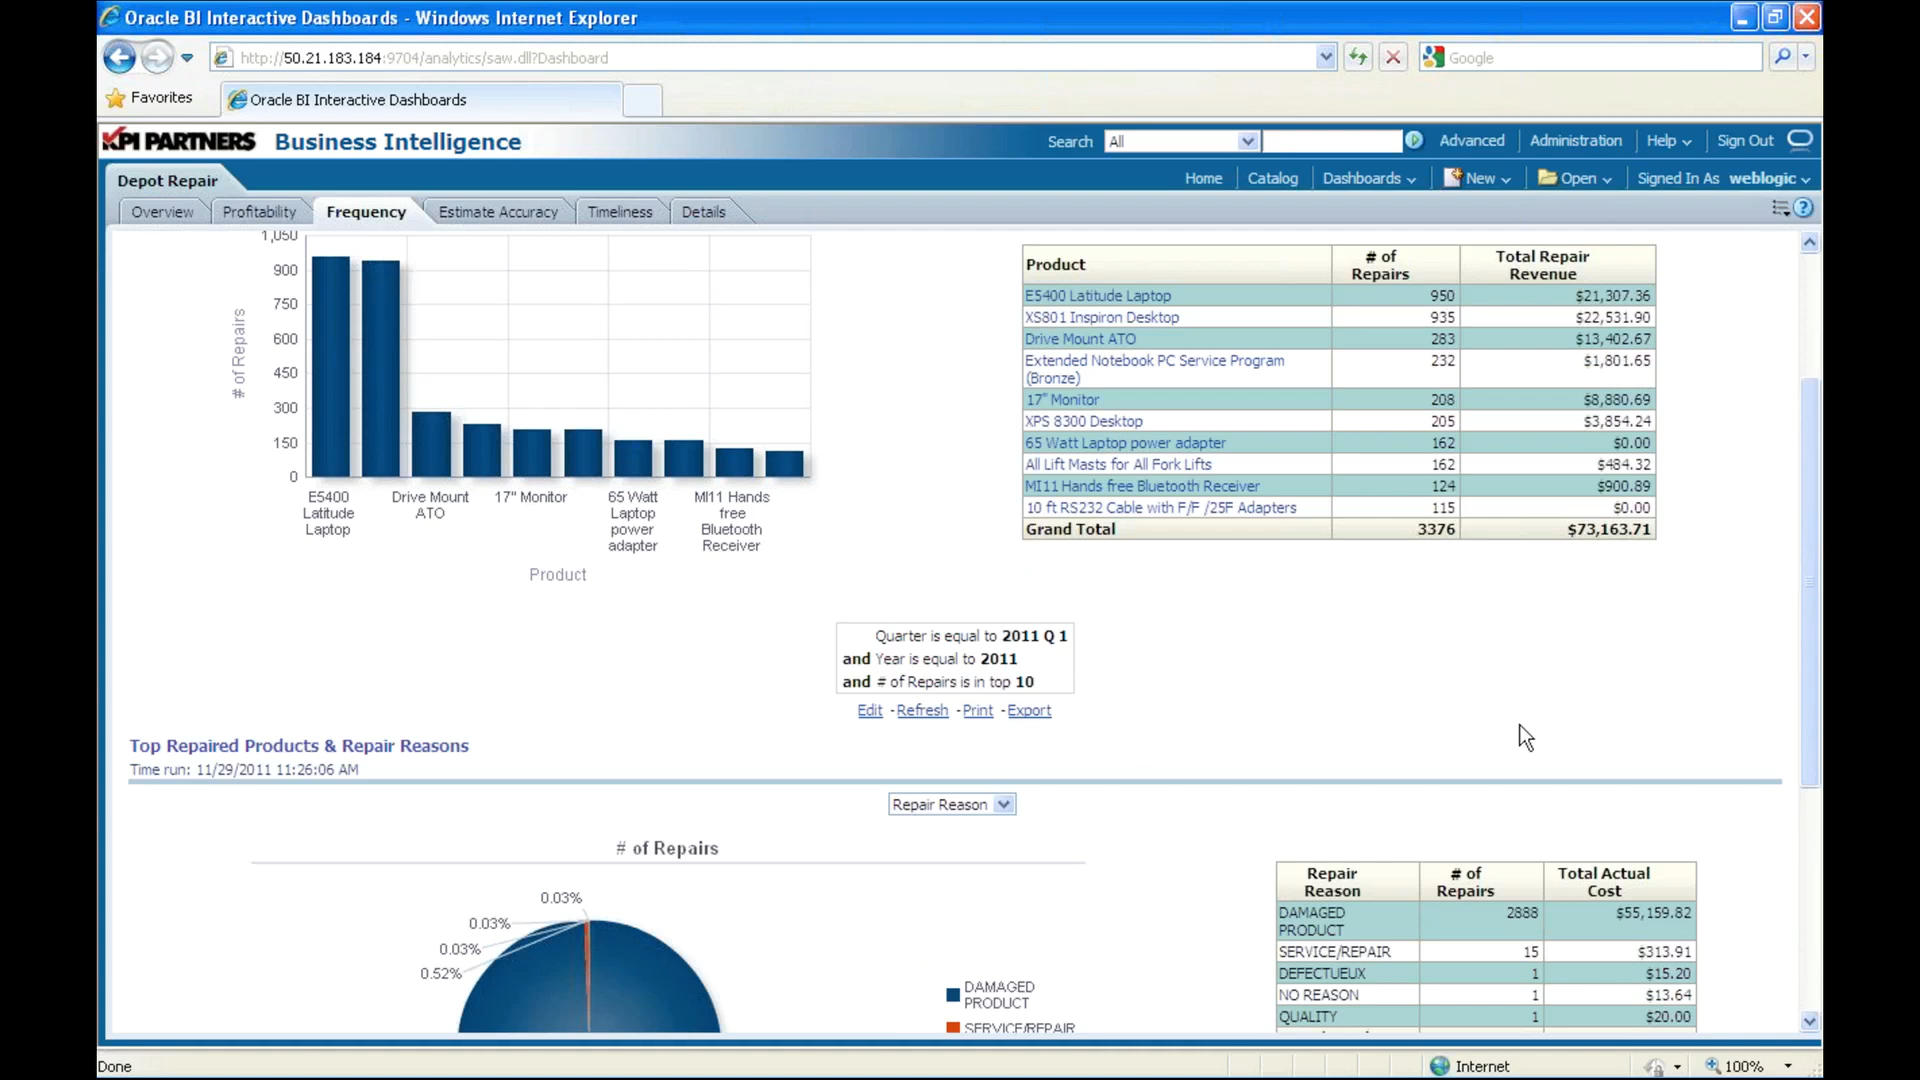 Oracle BI Interactive Dashboards - Windows Internet Explorer
http://50.21.183.184:9704/analytics/saw.dll?Dashboard
Google
Favorites
Oracle BI Interactive Dashboards
KPI PARTNERS Business Intelligence
Search All Advanced Administration Help Sign Out
Depot Repair
Home Catalog Dashboards New Open Signed In As weblogic
Overview Profitability Frequency Estimate Accuracy Timeliness Details
1,050
900
750
600
450
300
150
0
# of Repairs
E5400 Latitude Laptop
Drive Mount ATO
17" Monitor
65 Watt Laptop power adapter
MI11 Hands free Bluetooth Receiver
Product
Product # of Repairs Total Repair Revenue
E5400 Latitude Laptop 950 $21,307.36
XS801 Inspiron Desktop 935 $22,531.90
Drive Mount ATO 283 $13,402.67
Extended Notebook PC Service Program (Bronze) 232 $1,801.65
17" Monitor 208 $8,880.69
XPS 8300 Desktop 205 $3,854.24
65 Watt Laptop power adapter 162 $0.00
All Lift Masts for All Fork Lifts 162 $484.32
MI11 Hands free Bluetooth Receiver 124 $900.89
10 ft RS232 Cable with F/F /25F Adapters 115 $0.00
Grand Total 3376 $73,163.71
Quarter is equal to 2011 Q 1
and Year is equal to 2011
and # of Repairs is in top 10
Edit - Refresh - Print - Export
Top Repaired Products & Repair Reasons
Time run: 11/29/2011 11:26:06 AM
Repair Reason
# of Repairs
0.03%
0.03%
0.03%
0.52%
DAMAGED PRODUCT
SERVICE/REPAIR
Repair Reason # of Repairs Total Actual Cost
DAMAGED PRODUCT 2888 $55,159.82
SERVICE/REPAIR 15 $313.91
DEFECTUEUX 1 $15.20
NO REASON 1 $13.64
QUALITY 1 $20.00
Done
Internet
100%